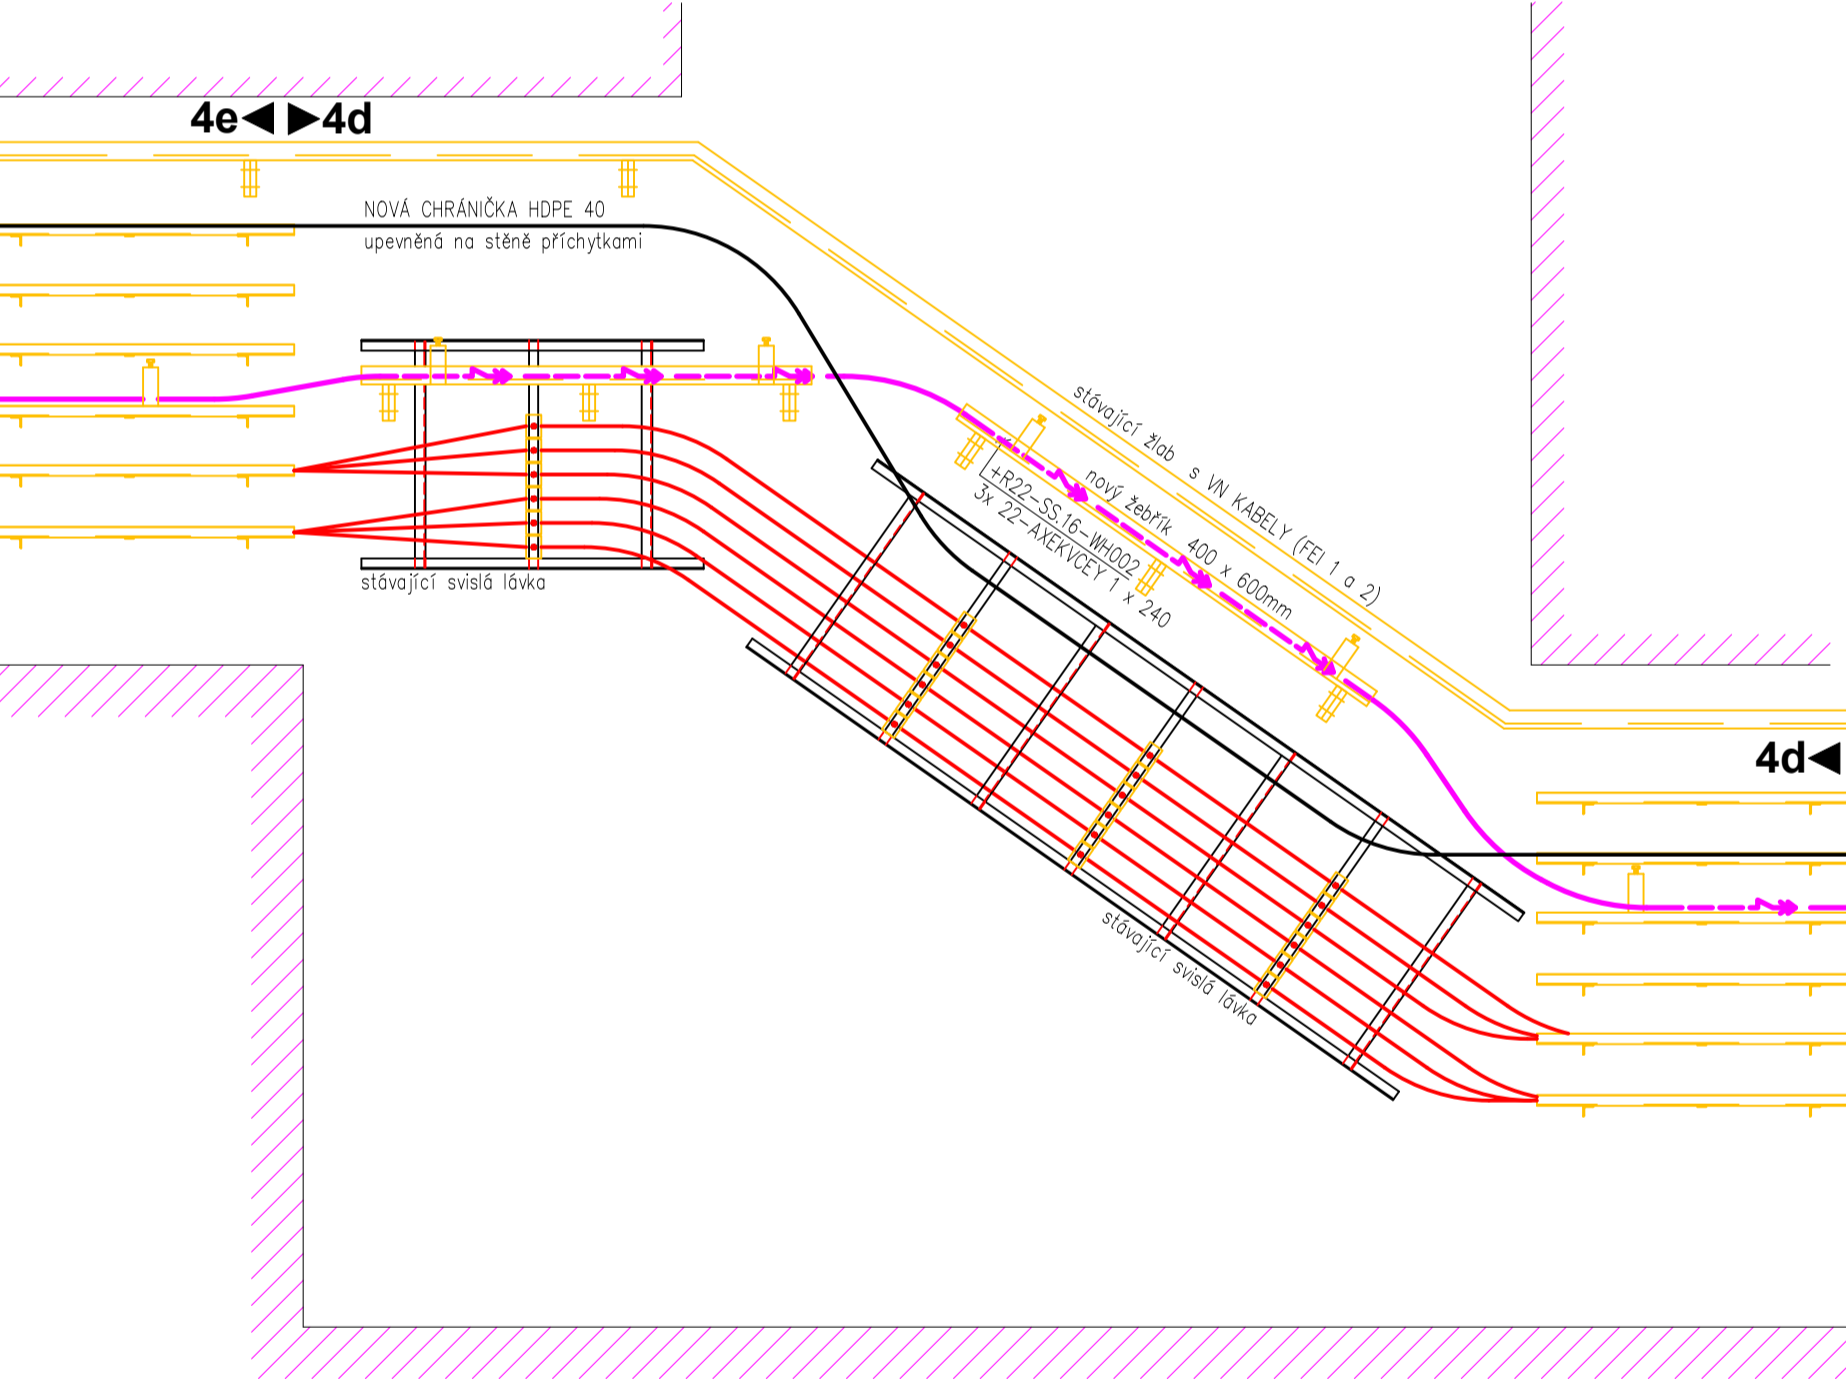 4e◀ ▶4d
NOVÁ CHRÁNIČKA HDPE 40
upevněná na stěně příchytkami
stávající svislá lávka
stávající žlab s VN KABELY (FEI 1 a 2)
nový žebřík 400 x 600mm
+R22-SS.16-WH002
3x 22-AXEKVCEY 1 x 240
4d◀
stávající svislá lávka